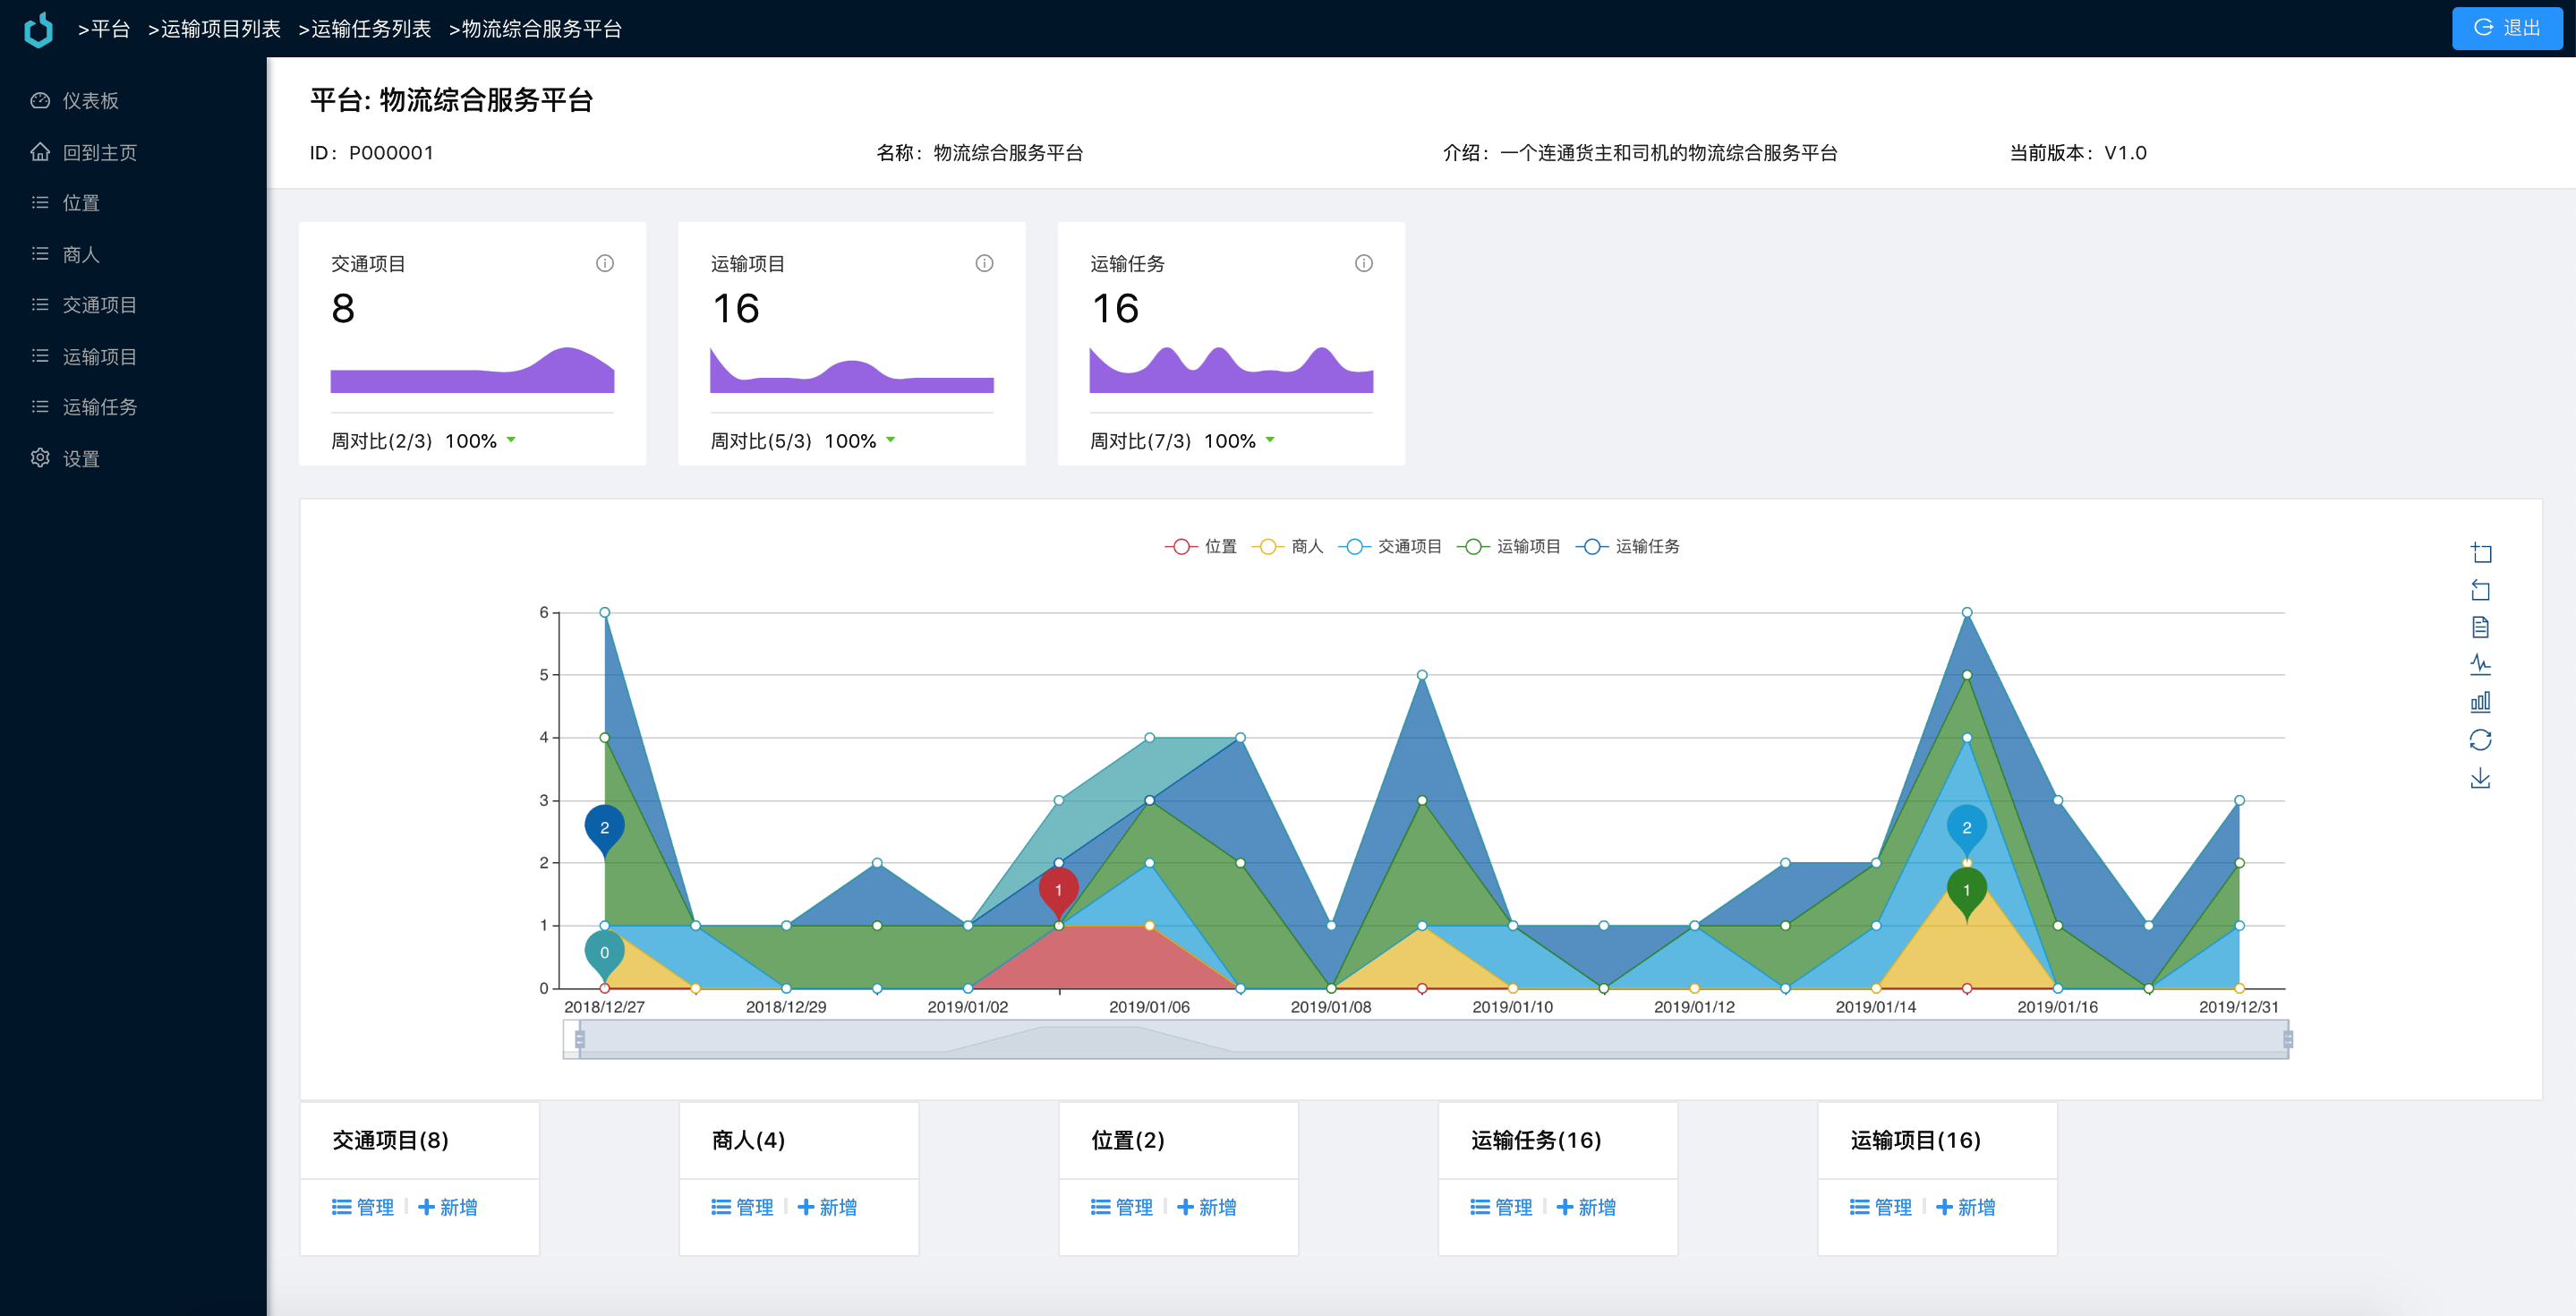 >平台 >运输项目列表 >运输任务列表 >物流综合服务平台
退出
仪表板
回到主页
位置
商人
交通项目
运输项目
运输任务
设置
平台: 物流综合服务平台
ID: P000001 名称: 物流综合服务平台 介绍: 一个连通货主和司机的物流综合服务平台 当前版本: V1.0
交通项目
8
周对比(2/3) 100%
运输项目
16
周对比(5/3) 100%
运输任务
16
周对比(7/3) 100%
位置 商人 交通项目 运输项目 运输任务
6
5
4
3
2
1
0
2
0
1
2
1
2018/12/27 2018/12/29 2019/01/02 2019/01/06 2019/01/08 2019/01/10 2019/01/12 2019/01/14 2019/01/16 2019/12/31
交通项目(8)
管理 新增
商人(4)
管理 新增
位置(2)
管理 新增
运输任务(16)
管理 新增
运输项目(16)
管理 新增